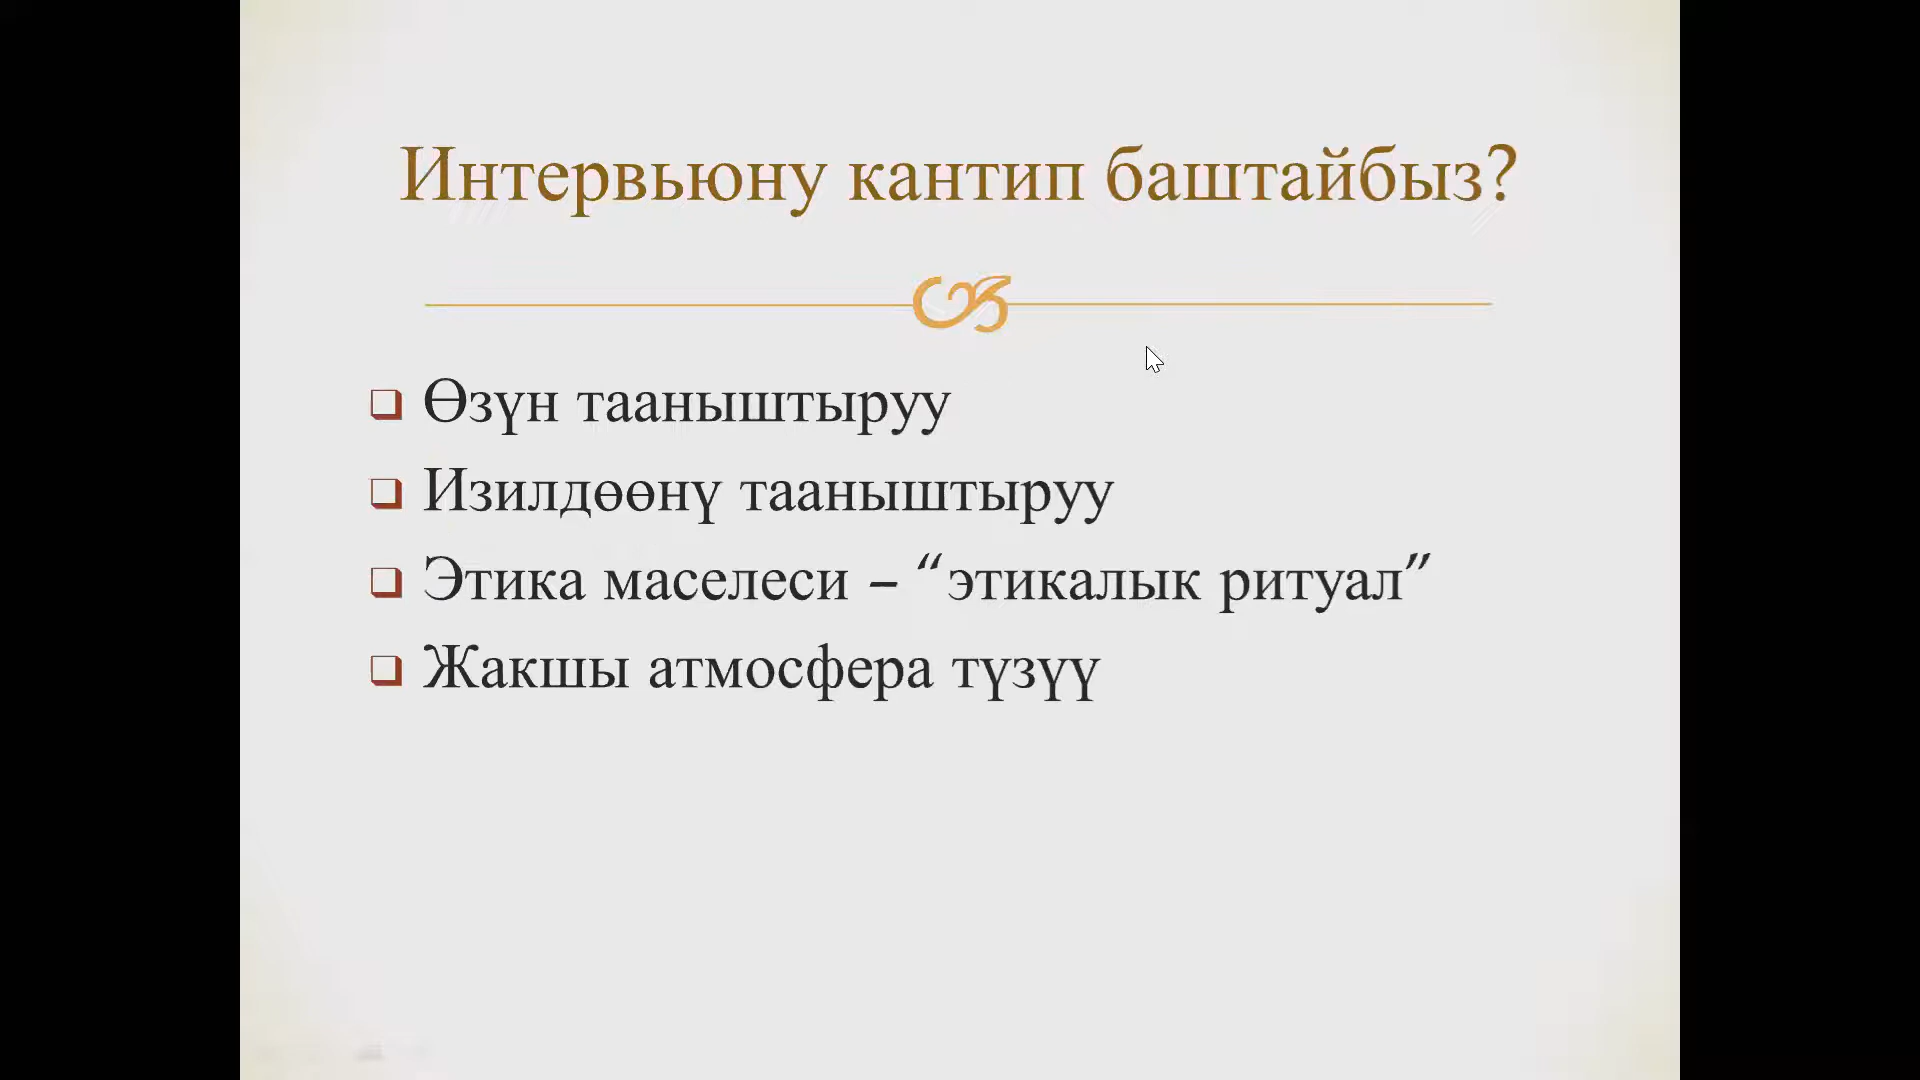 Интервьюну кантип баштайбыз?
Өзүн тааныштыруу
Изилдөөнү тааныштыруу
Этика маселеси – “этикалык ритуал”
Жакшы атмосфера түзүү